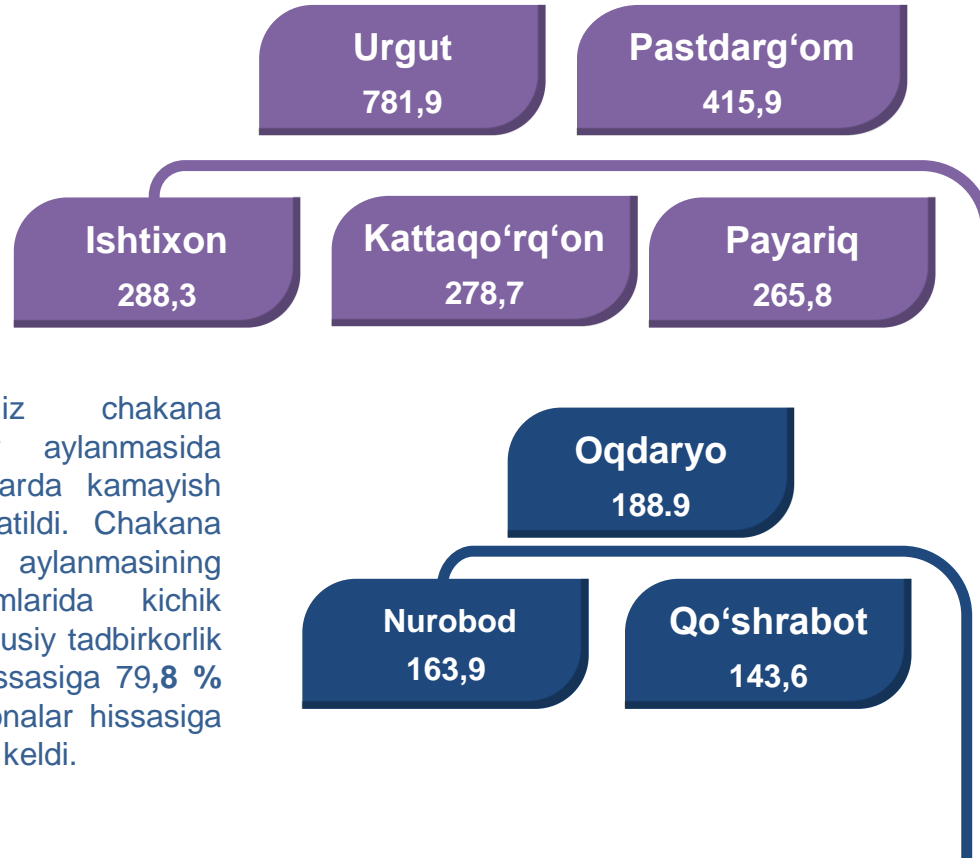 Urgut
781,9
Pastdarg‘om
415,9
Ishtixon
288,3
Kattaqo‘rq‘on
278,7
Payariq
265,8
chakana
aylanmasida
kamayish
Chakana
aylanmasining
kichik
tadbirkorlik
79,8 %
hissasiga
keldi.
Oqdaryo
188.9
Nurobod
163,9
Qo‘shrabot
143,6